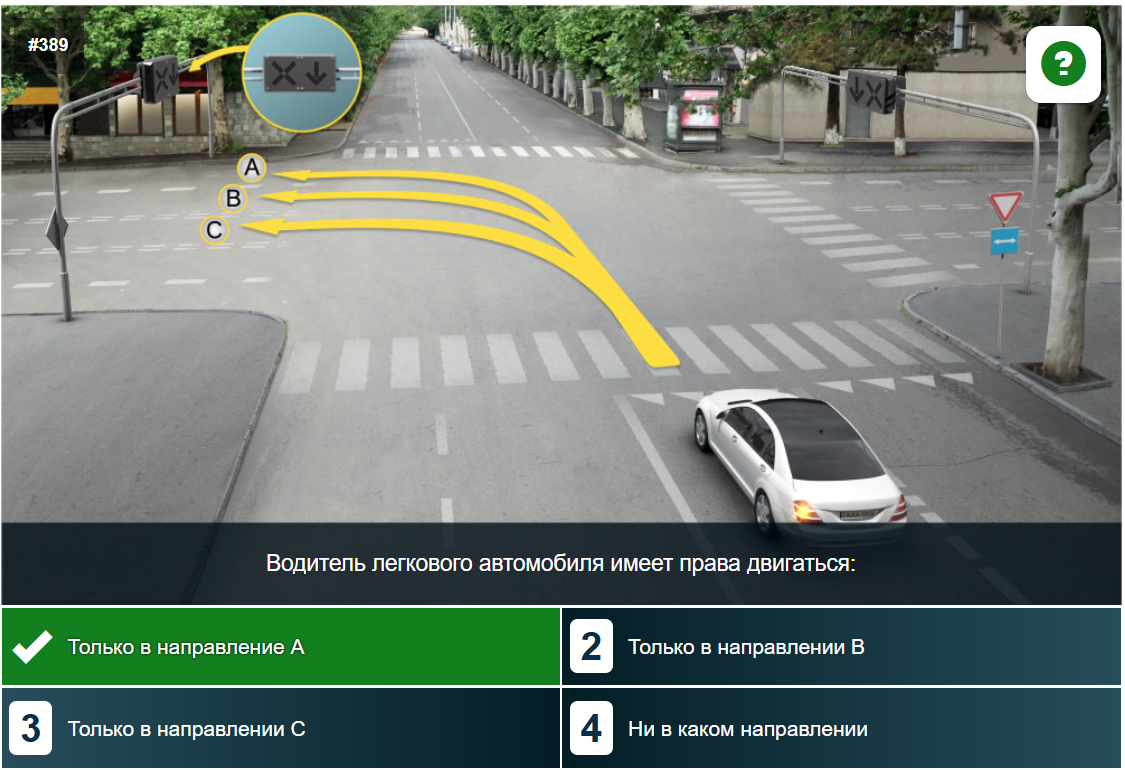 #389
?
A
B
C
Водитель легкового автомобиля имеет права двигаться:
Только в направление А
2 Только в направлении В
3 Только в направлении С
4 Ни в каком направлении